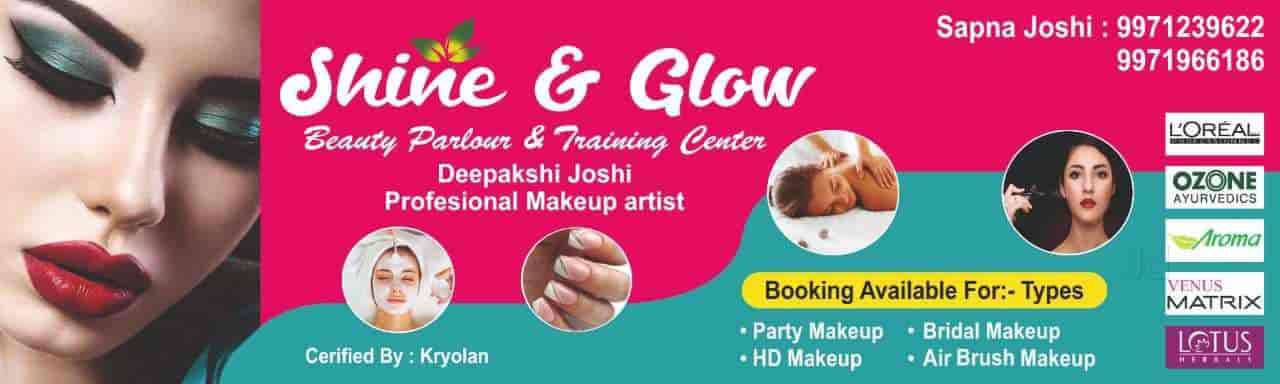 Sapna Joshi : 9971239622
9971966186
Shine & Glow
Beauty Parlour & Training Center
Deepakshi Joshi
Profesional Makeup artist
L'ORÉAL
PROFESSIONNEL
OZONE
AYURVEDICS
Aroma
VENUS
MATRIX
LOTUS
HERBALS
Booking Available For:- Types
• Party Makeup • Bridal Makeup
• HD Makeup • Air Brush Makeup
Cerified By : Kryolan